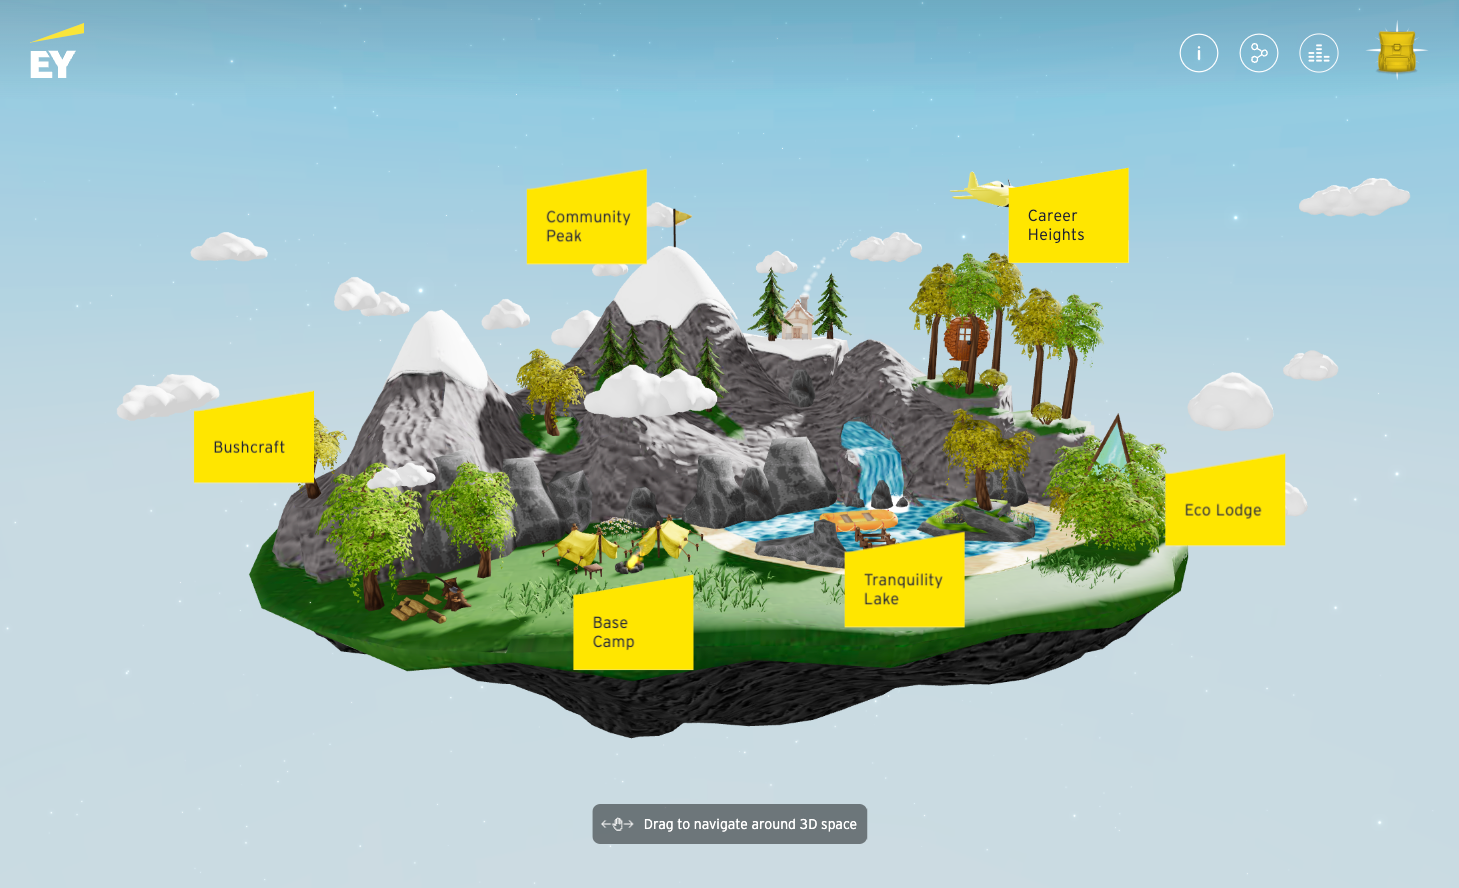 EY
i
Community
Peak
Career
Heights
Bushcraft
Eco Lodge
Tranquility
Lake
Base
Camp
Drag to navigate around 3D space